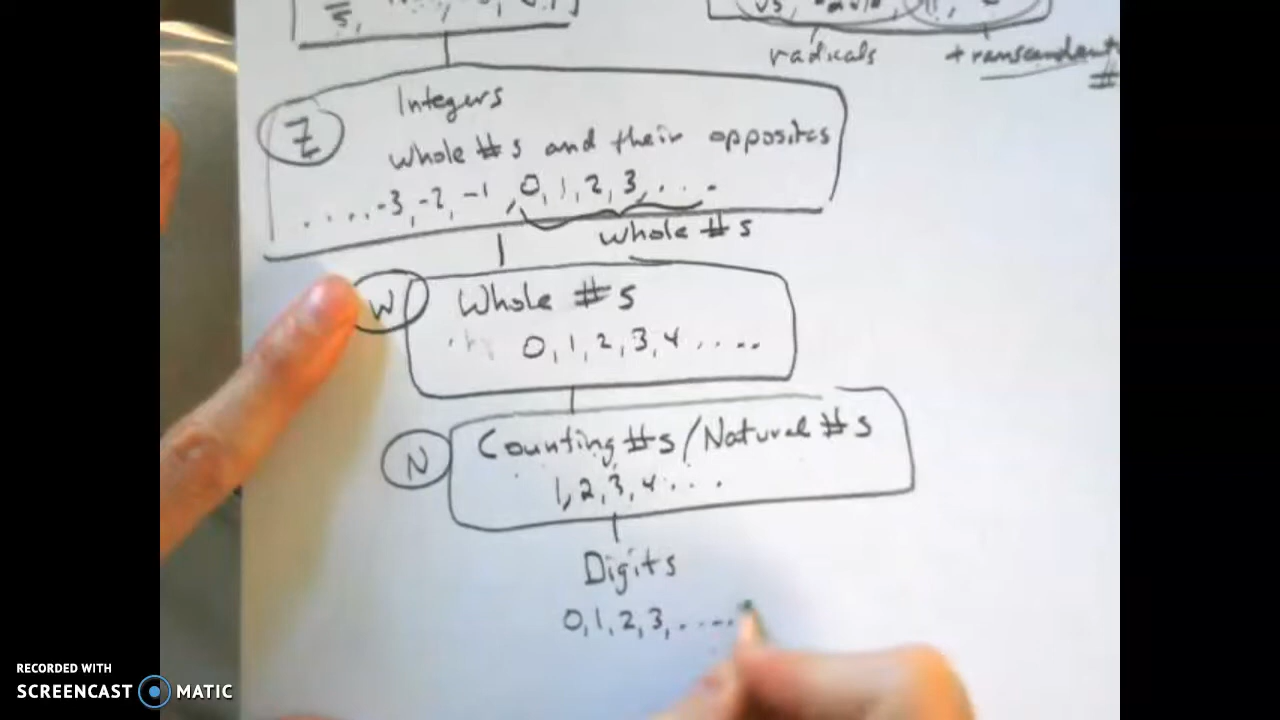 radicals
Z
Integers
Whole #s and their opposites
....-3, -2, -1, 0, 1, 2, 3, ...
Whole #s
W
Whole #s
0, 1, 2, 3, 4 .....
N
Counting #s/Natural #s
1, 2, 3, 4 ...
Digits
0, 1, 2, 3, .....
RECORDED WITH
SCREENCAST MATIC